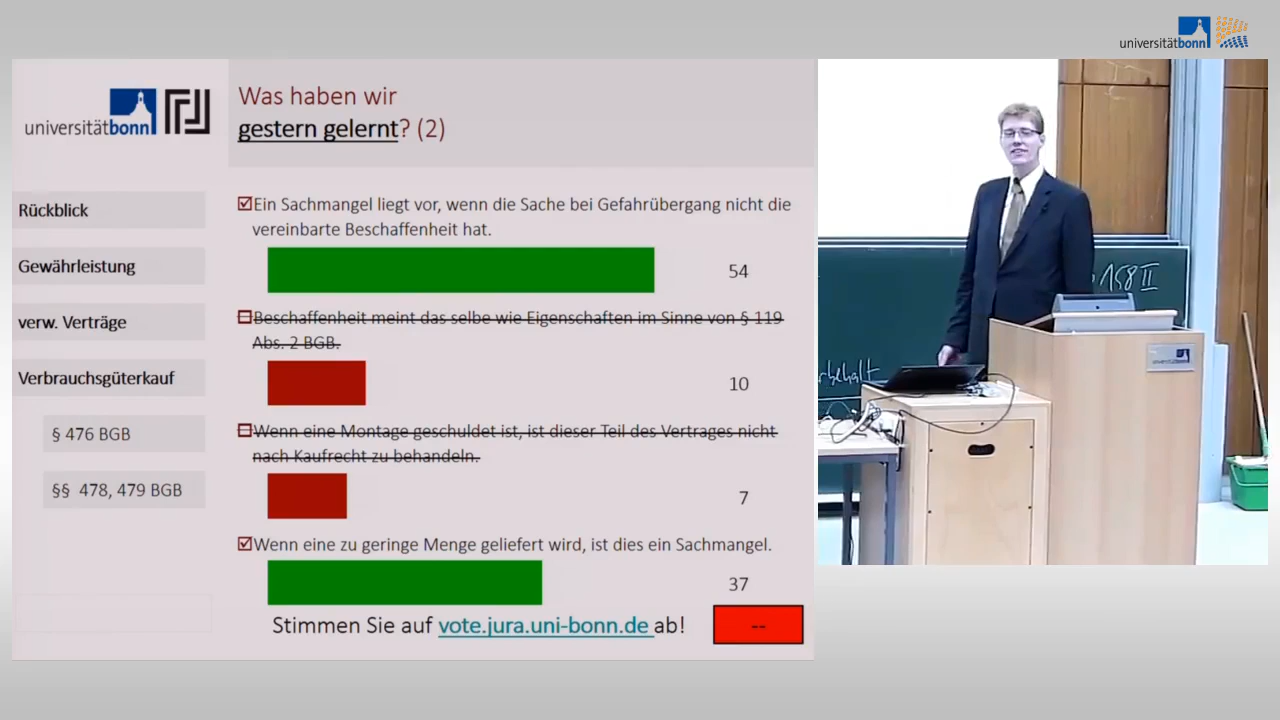 universitätbonn
universitätbonn
Was haben wir
gestern gelernt? (2)
Rückblick
Gewährleistung
verw. Verträge
Verbrauchsgüterkauf
§ 476 BGB
§§ 478, 479 BGB
Ein Sachmangel liegt vor, wenn die Sache bei Gefahrübergang nicht die
vereinbarte Beschaffenheit hat.
54
Beschaffenheit meint das selbe wie Eigenschaften im Sinne von § 119
Abs. 2 BGB.
10
Wenn eine Montage geschuldet ist, ist dieser Teil des Vertrages nicht
nach Kaufrecht zu behandeln.
7
Wenn eine zu geringe Menge geliefert wird, ist dies ein Sachmangel.
37
Stimmen Sie auf vote.jura.uni-bonn.de ab!
--
158 II